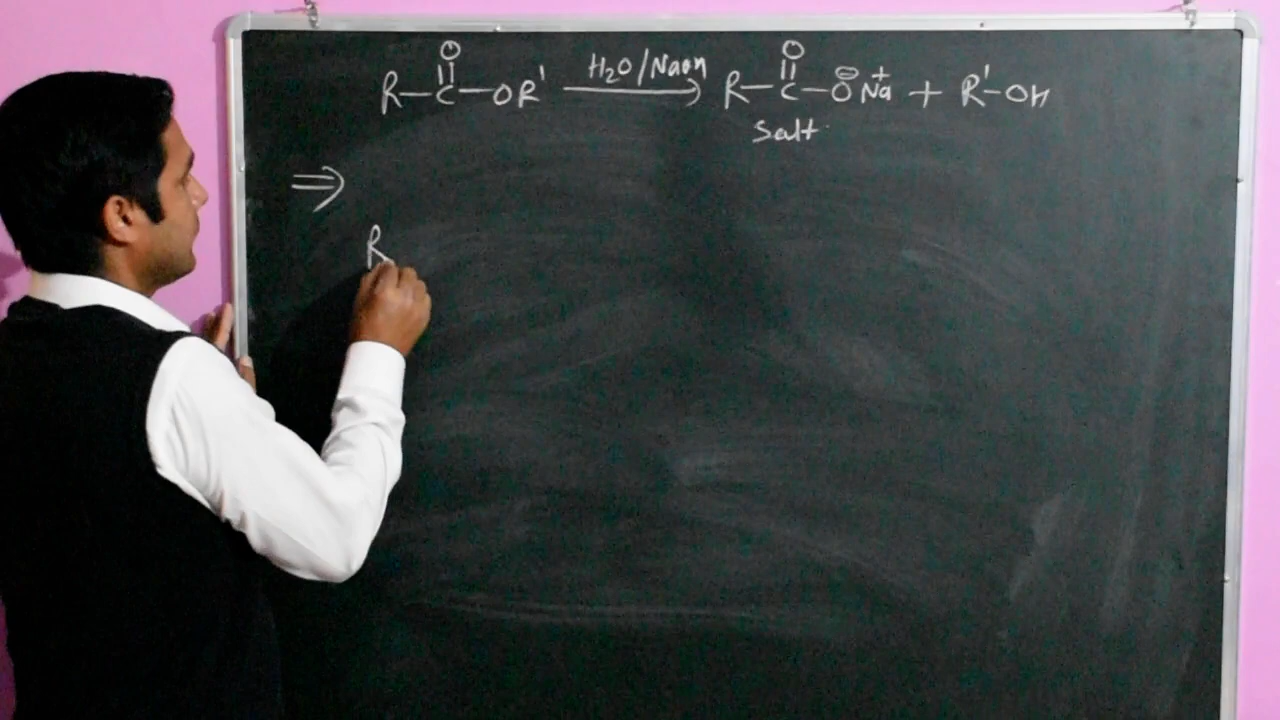 O O
R–C–OR' H2O/NaOH → R–C–O⊖ Na+ + R'–OH
Salt
⇒
R